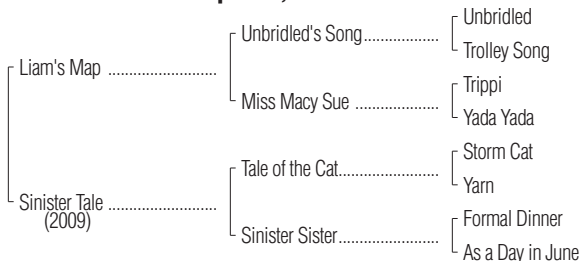 Unbridled
Unbridled's Song.................
Trolley Song
Liam's Map ........................
Trippi
Miss Macy Sue ..................
Yada Yada
Storm Cat
Tale of the Cat.....................
Yarn
Sinister Tale ........................
(2009)
Formal Dinner
Sinister Sister.....................
As a Day in June